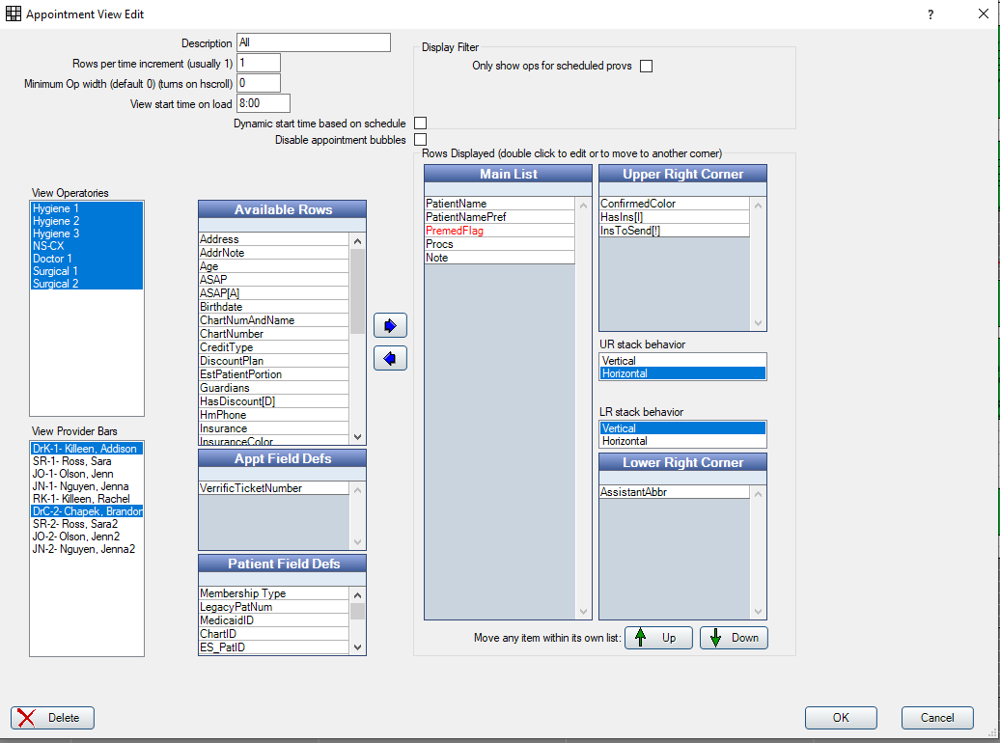 Appointment View Edit
?
Description All
Rows per time increment (usually 1) 1
Minimum Op width (default 0) (turns on hscroll) 0
View start time on load 8:00
Dynamic start time based on schedule
Disable appointment bubbles
Display Filter
Only show ops for scheduled provs
View Operatories
Hygiene 1
Hygiene 2
Hygiene 3
NS-CX
Doctor 1
Surgical 1
Surgical 2
View Provider Bars
DrK-1- Killeen, Addison
SR-1- Ross, Sara
JO-1- Olson, Jenn
JN-1- Nguyen, Jenna
RK-1- Killeen, Rachel
DrC-2- Chapek, Brandon
SR-2- Ross, Sara2
JO-2- Olson, Jenn2
JN-2- Nguyen, Jenna2
Available Rows
Address
AddrNote
Age
ASAP
ASAP[A]
Birthdate
ChartNumAndName
ChartNumber
CreditType
DiscountPlan
EstPatientPortion
Guardians
HasDiscount[D]
HmPhone
Insurance
InsuranceColor
Appt Field Defs
VerrificTicketNumber
Patient Field Defs
Membership Type
LegacyPatNum
MedicaidID
ChartID
ES_PatID
Rows Displayed (double click to edit or to move to another corner)
Main List
PatientName
PatientNamePref
PremedFlag
Procs
Note
Upper Right Corner
ConfirmedColor
HasIns[I]
InsToSend[!]
UR stack behavior
Vertical
Horizontal
LR stack behavior
Vertical
Horizontal
Lower Right Corner
AssistantAbbr
Move any item within its own list: Up Down
Delete
OK
Cancel